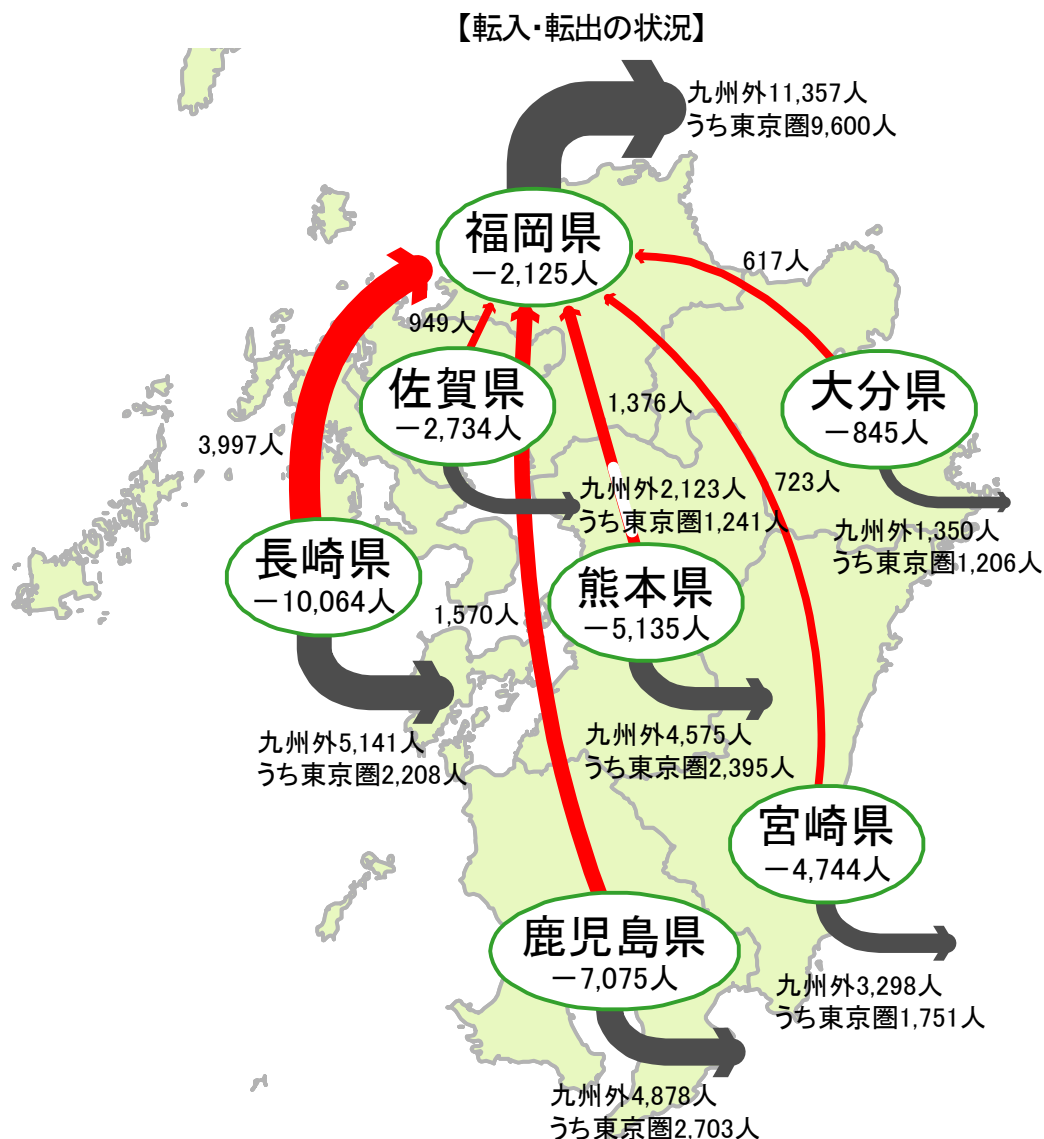 【転入・転出の状況】
九州外11,357人
うち東京圏9,600人
福岡県
－2,125人
617人
949人
佐賀県
－2,734人
大分県
－845人
1,376人
3,997人
723人
九州外2,123人
うち東京圏1,241人
九州外1,350人
うち東京圏1,206人
長崎県
－10,064人
熊本県
－5,135人
1,570人
九州外5,141人
うち東京圏2,208人
九州外4,575人
うち東京圏2,395人
宮崎県
－4,744人
鹿児島県
－7,075人
九州外3,298人
うち東京圏1,751人
九州外4,878人
うち東京圏2,703人